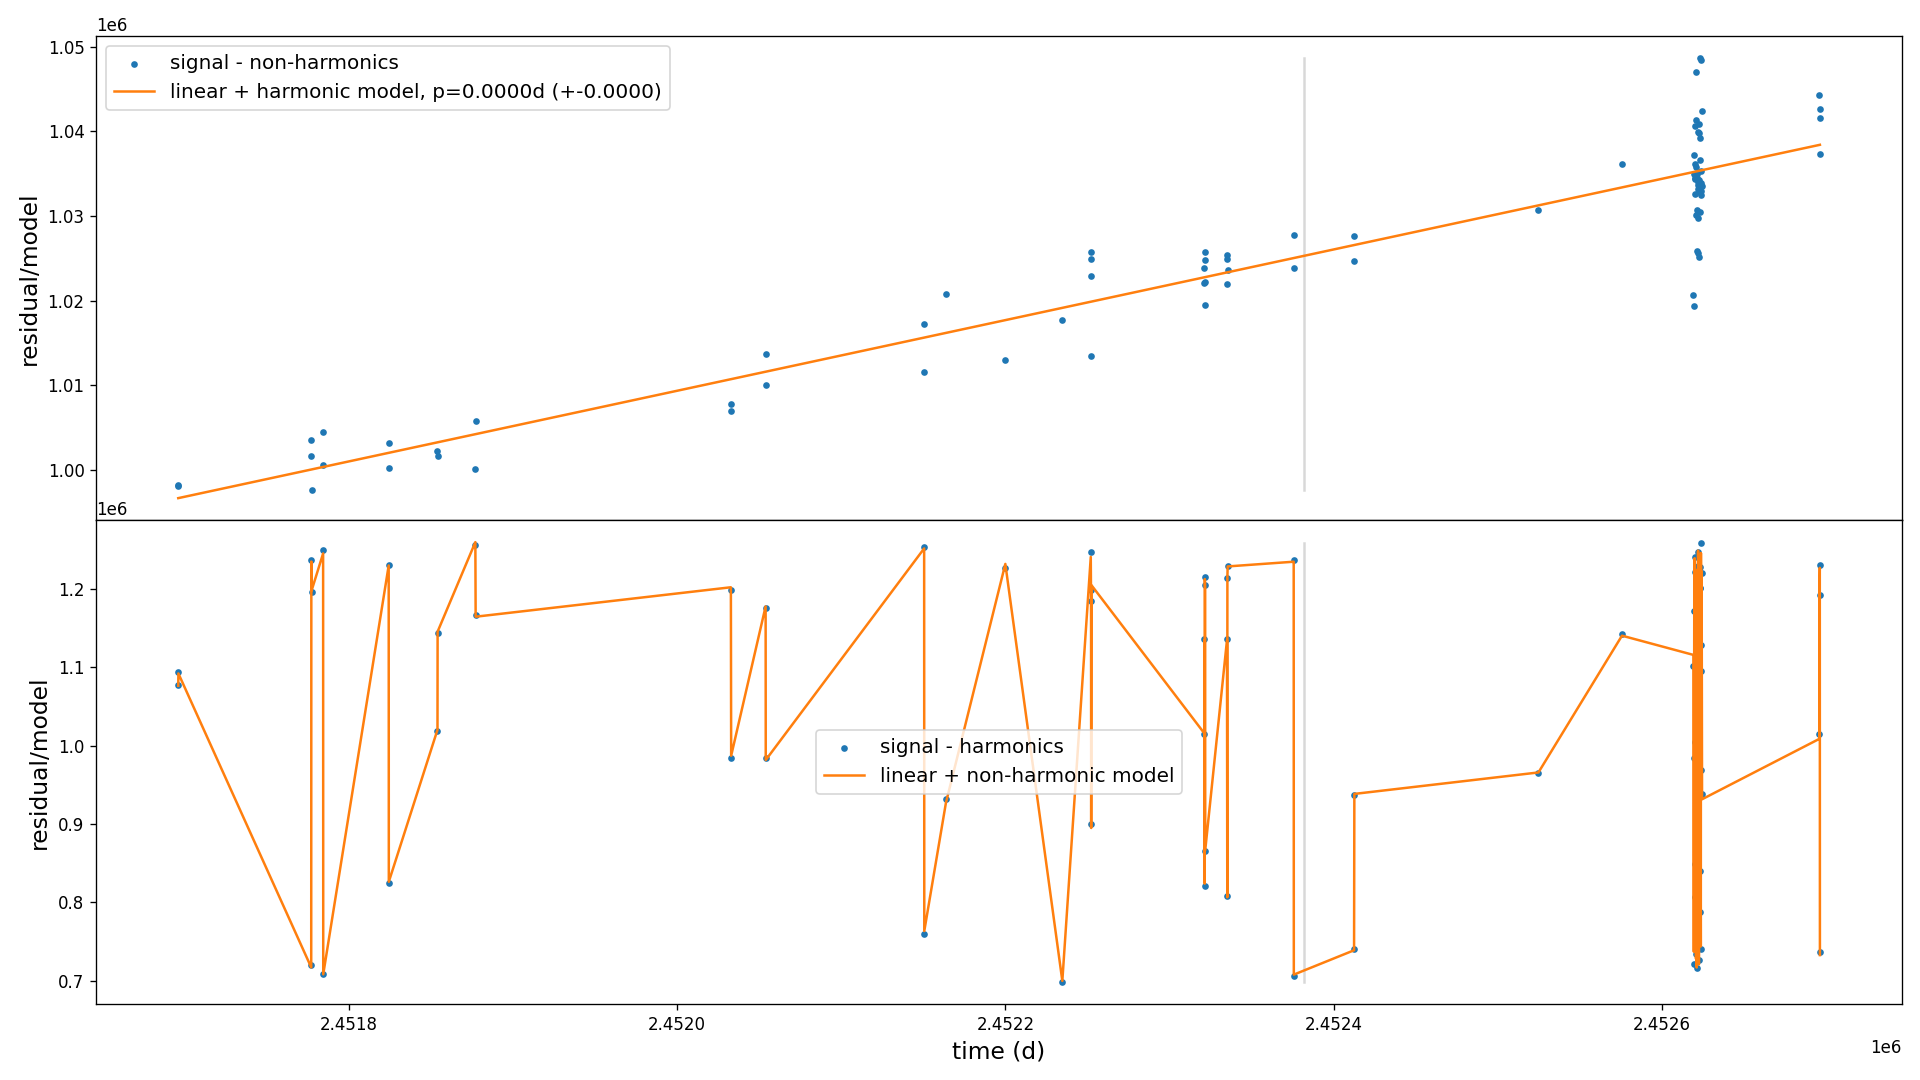 1e6
1.05
1.04
1.03
1.02
1.01
1.00
residual/model
signal - non-harmonics
linear + harmonic model, p=0.0000d (+-0.0000)
1e6
1.2
1.1
1.0
0.9
0.8
0.7
residual/model
signal - harmonics
linear + non-harmonic model
2.4518
2.4520
2.4522
2.4524
2.4526
time (d)
1e6